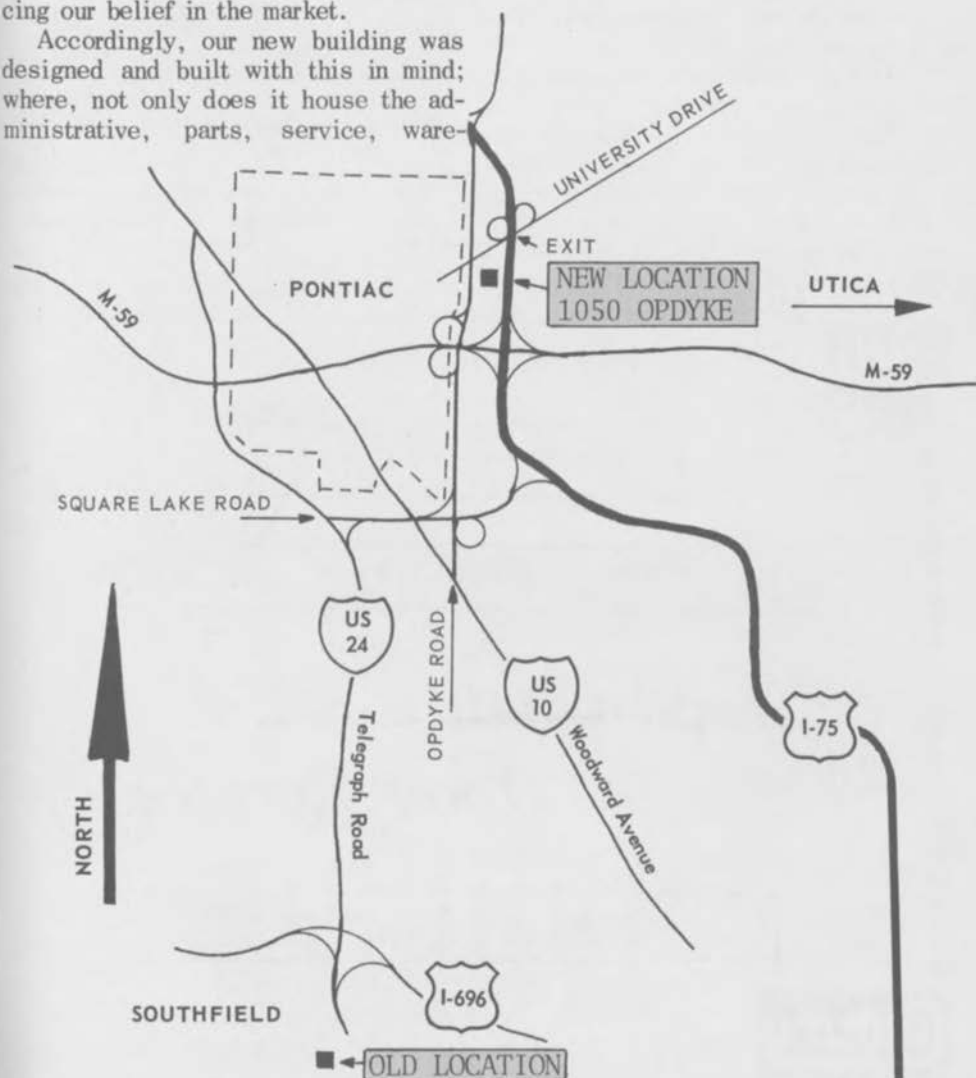 cing our belief in the market.
Accordingly, our new building was
designed and built with this in mind;
where, not only does it house the ad-
ministrative, parts, service, ware-
UNIVERSITY DRIVE
EXIT
PONTIAC
NEW LOCATION
1050 OPDYKE
UTICA
M-59
M-59
SQUARE LAKE ROAD
US
24
OPDYKE ROAD
US
10
I-75
Telegraph Road
Woodward Avenue
NORTH
I-696
SOUTHFIELD
OLD LOCATION